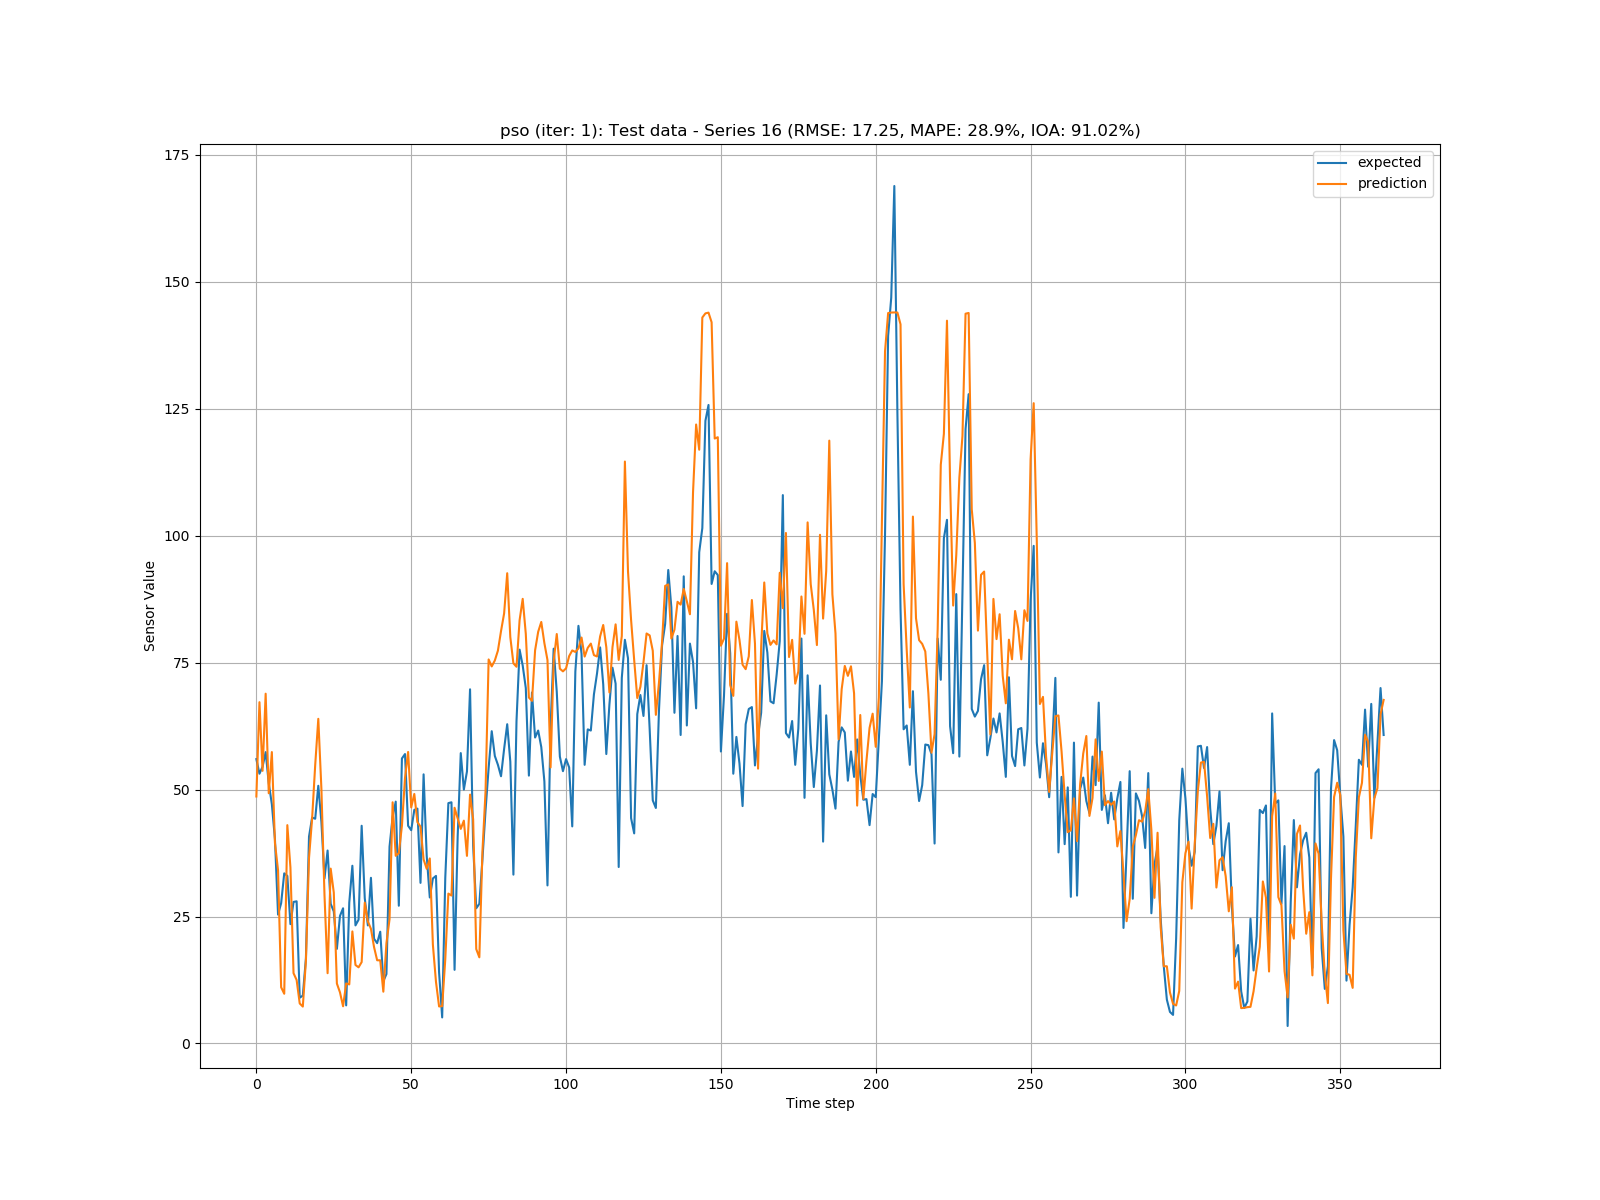 pso (iter: 1): Test data - Series 16 (RMSE: 17.25, MAPE: 28.9%, IOA: 91.02%)
expected
prediction
175
150
125
100
75
50
25
0
Sensor Value
0 50 100 150 200 250 300 350
Time step